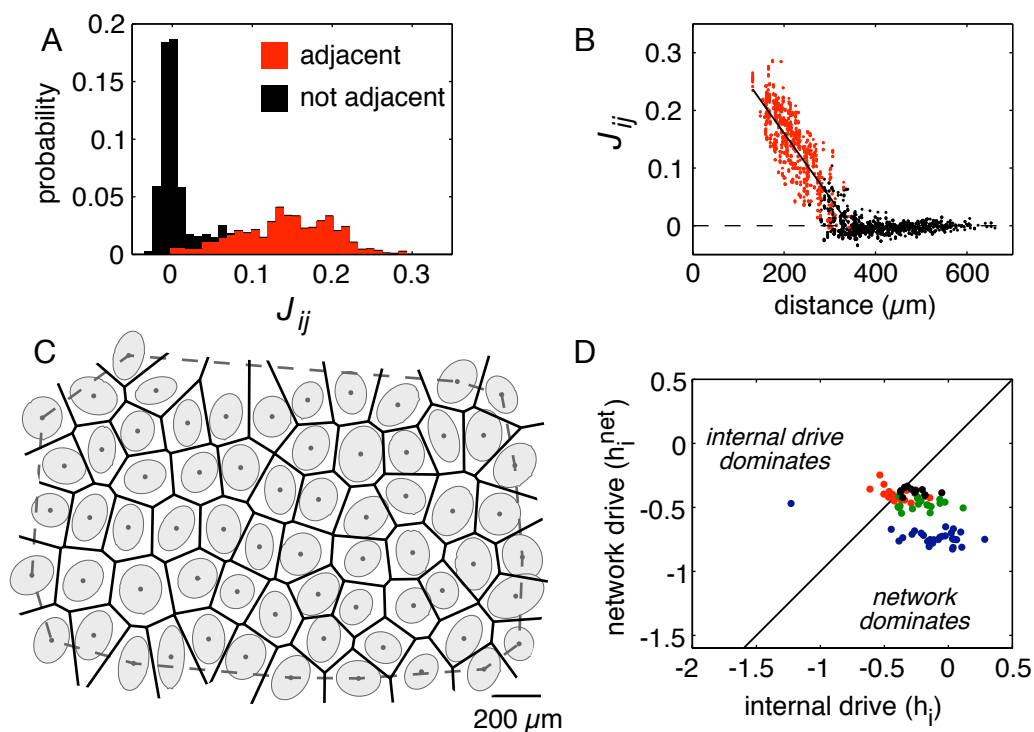 A
0.2
0.15
0.1
0.05
0
probability
adjacent
not adjacent
0 0.1 0.2 0.3
J_ij
B
0.3
0.2
0.1
0
J_ij
0 200 400 600
distance (µm)
C
200 µm
D
0.5
0
-0.5
-1
-1.5
network drive (h_i^net)
internal drive
dominates
network
dominates
-2 -1.5 -1 -0.5 0 0.5
internal drive (h_i)